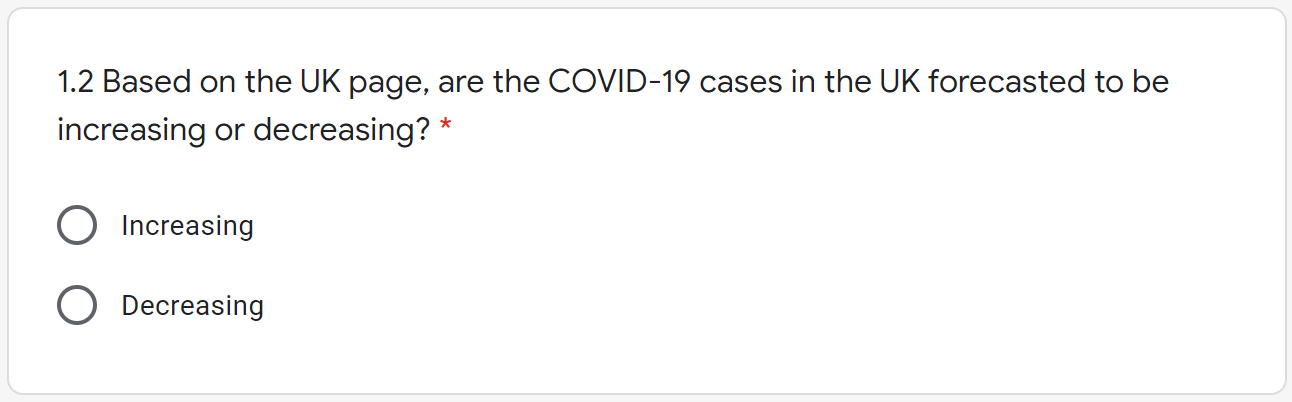 1.2 Based on the UK page, are the COVID-19 cases in the UK forecasted to be
increasing or decreasing? *
Increasing
Decreasing